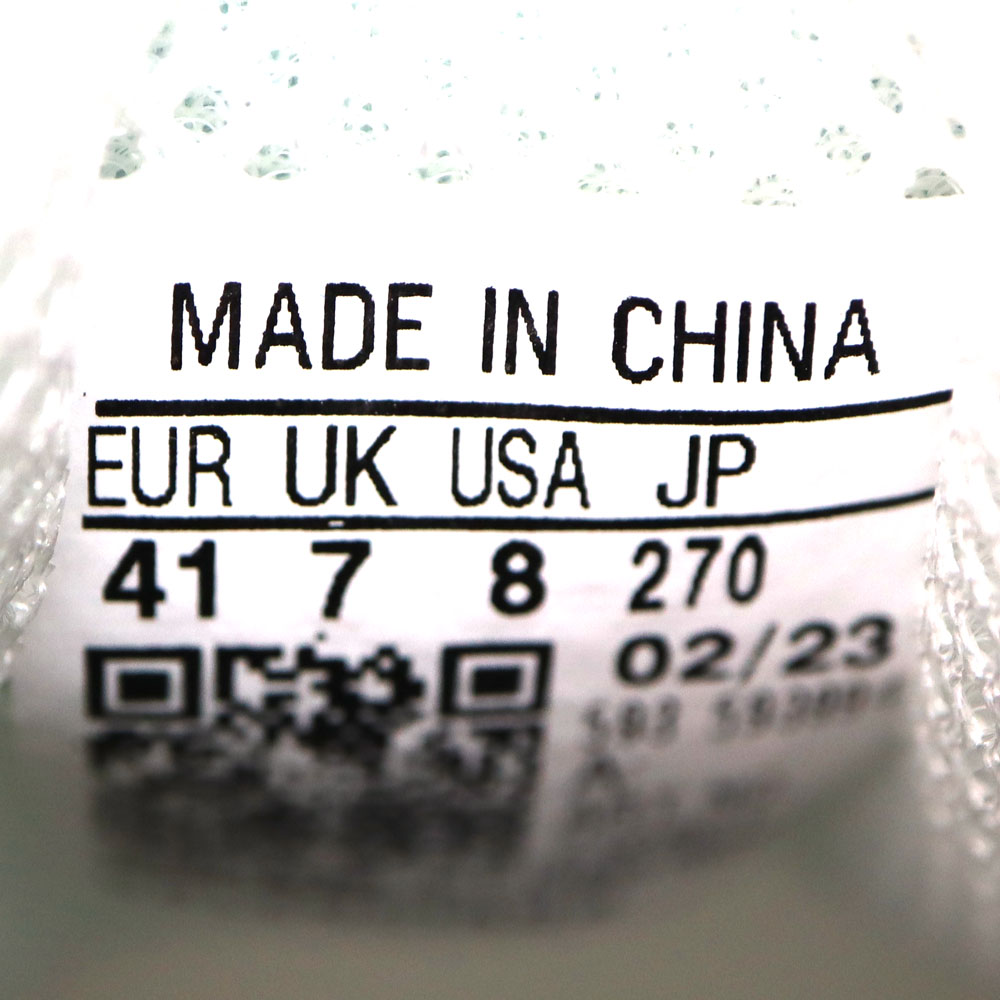 MADE IN CHINA
EUR UK USA JP
41 7 8 270
02/23